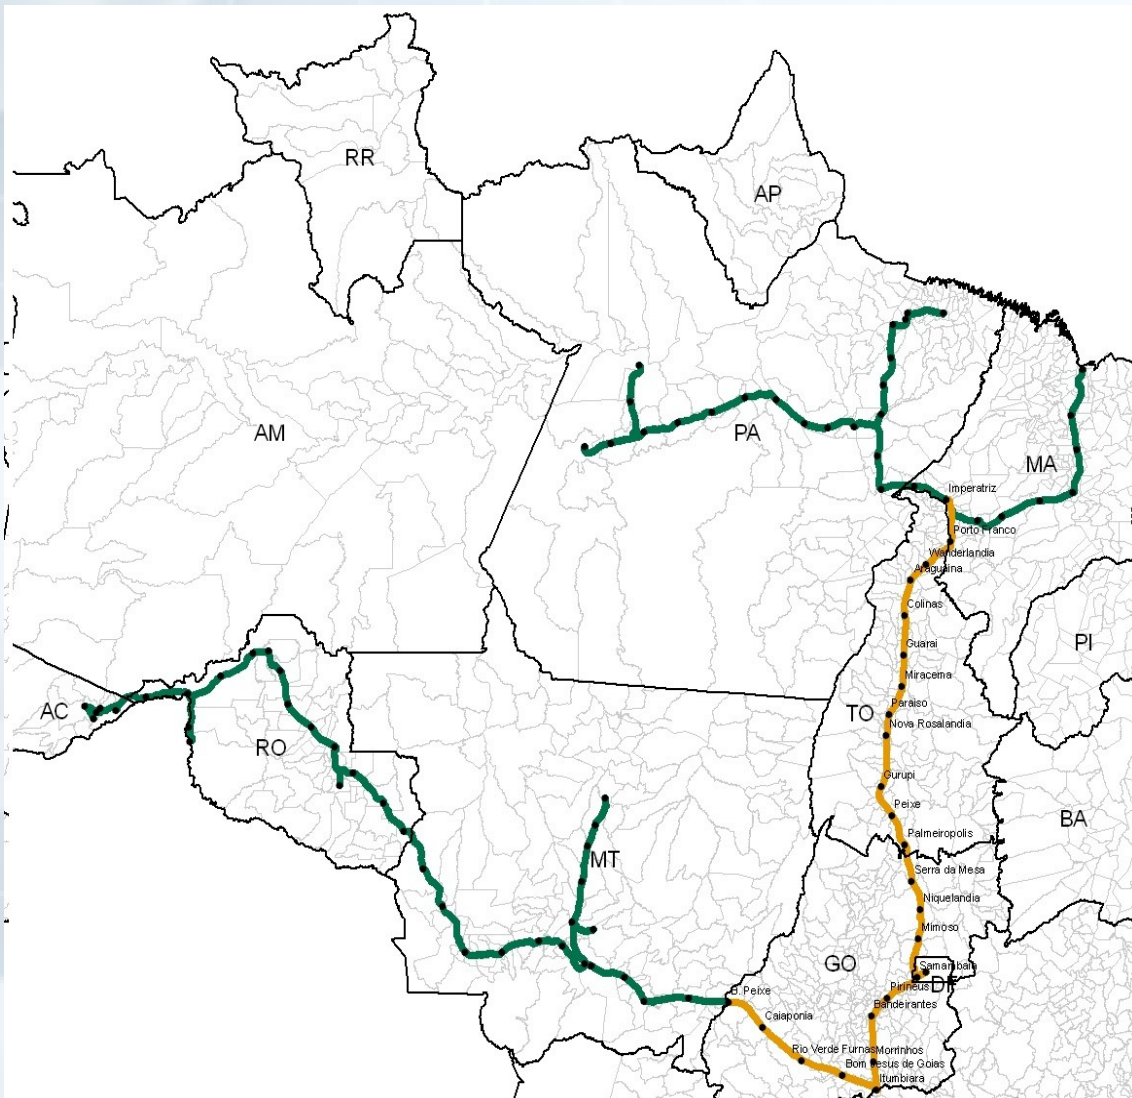 RR
AP
AM
PA
MA
Imperatriz
Porto Franco
Wanderlandia
Araguaina
Colinas
Guarai
PI
Miracema
AC
TO
Paraiso
Nova Rosalandia
RO
Gurupi
Peixe
BA
Palmeiropolis
MT
Serra da Mesa
Niquelandia
Mimoso
GO
Samambaia
DF
Pirineus
B. Peixe
Bandeirantes
Caiaponia
Rio Verde Furnas
Morrinhos
Bom Jesus de Goias
Itumbiara